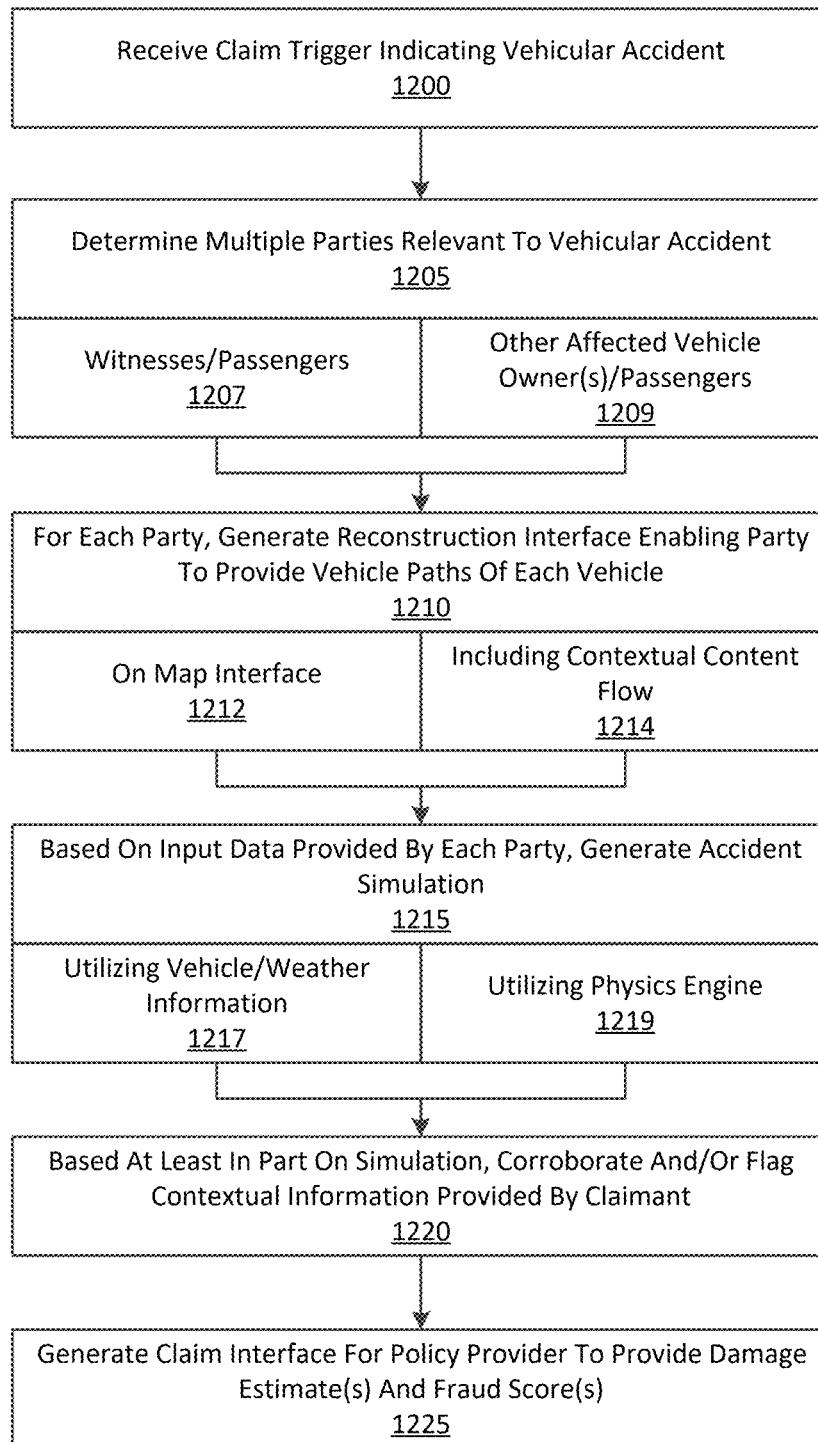 Receive Claim Trigger Indicating Vehicular Accident
1200
Determine Multiple Parties Relevant To Vehicular Accident
1205
Witnesses/Passengers
1207
Other Affected Vehicle
Owner(s)/Passengers
1209
For Each Party, Generate Reconstruction Interface Enabling Party
To Provide Vehicle Paths Of Each Vehicle
1210
On Map Interface
1212
Including Contextual Content
Flow
1214
Based On Input Data Provided By Each Party, Generate Accident
Simulation
1215
Utilizing Vehicle/Weather
Information
1217
Utilizing Physics Engine
1219
Based At Least In Part On Simulation, Corroborate And/Or Flag
Contextual Information Provided By Claimant
1220
Generate Claim Interface For Policy Provider To Provide Damage
Estimate(s) And Fraud Score(s)
1225